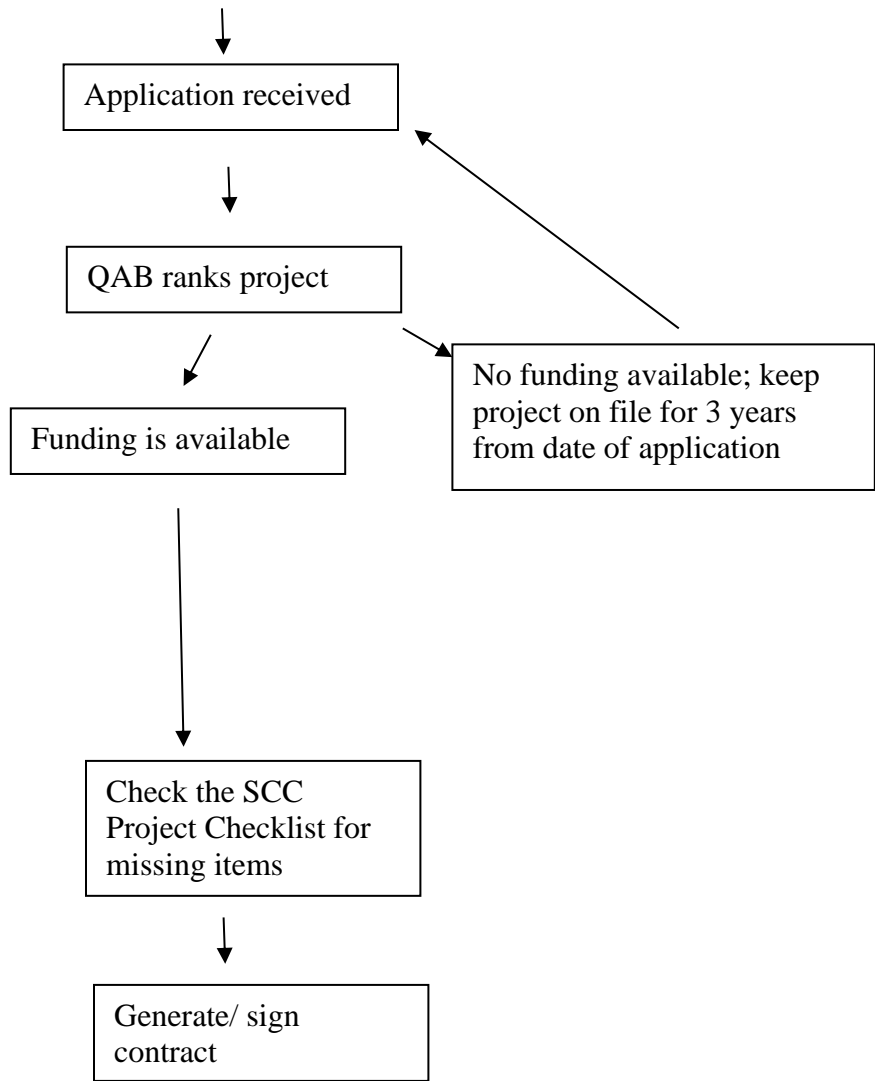 Application received
QAB ranks project
No funding available; keep
project on file for 3 years
from date of application
Funding is available
Check the SCC
Project Checklist for
missing items
Generate/ sign
contract